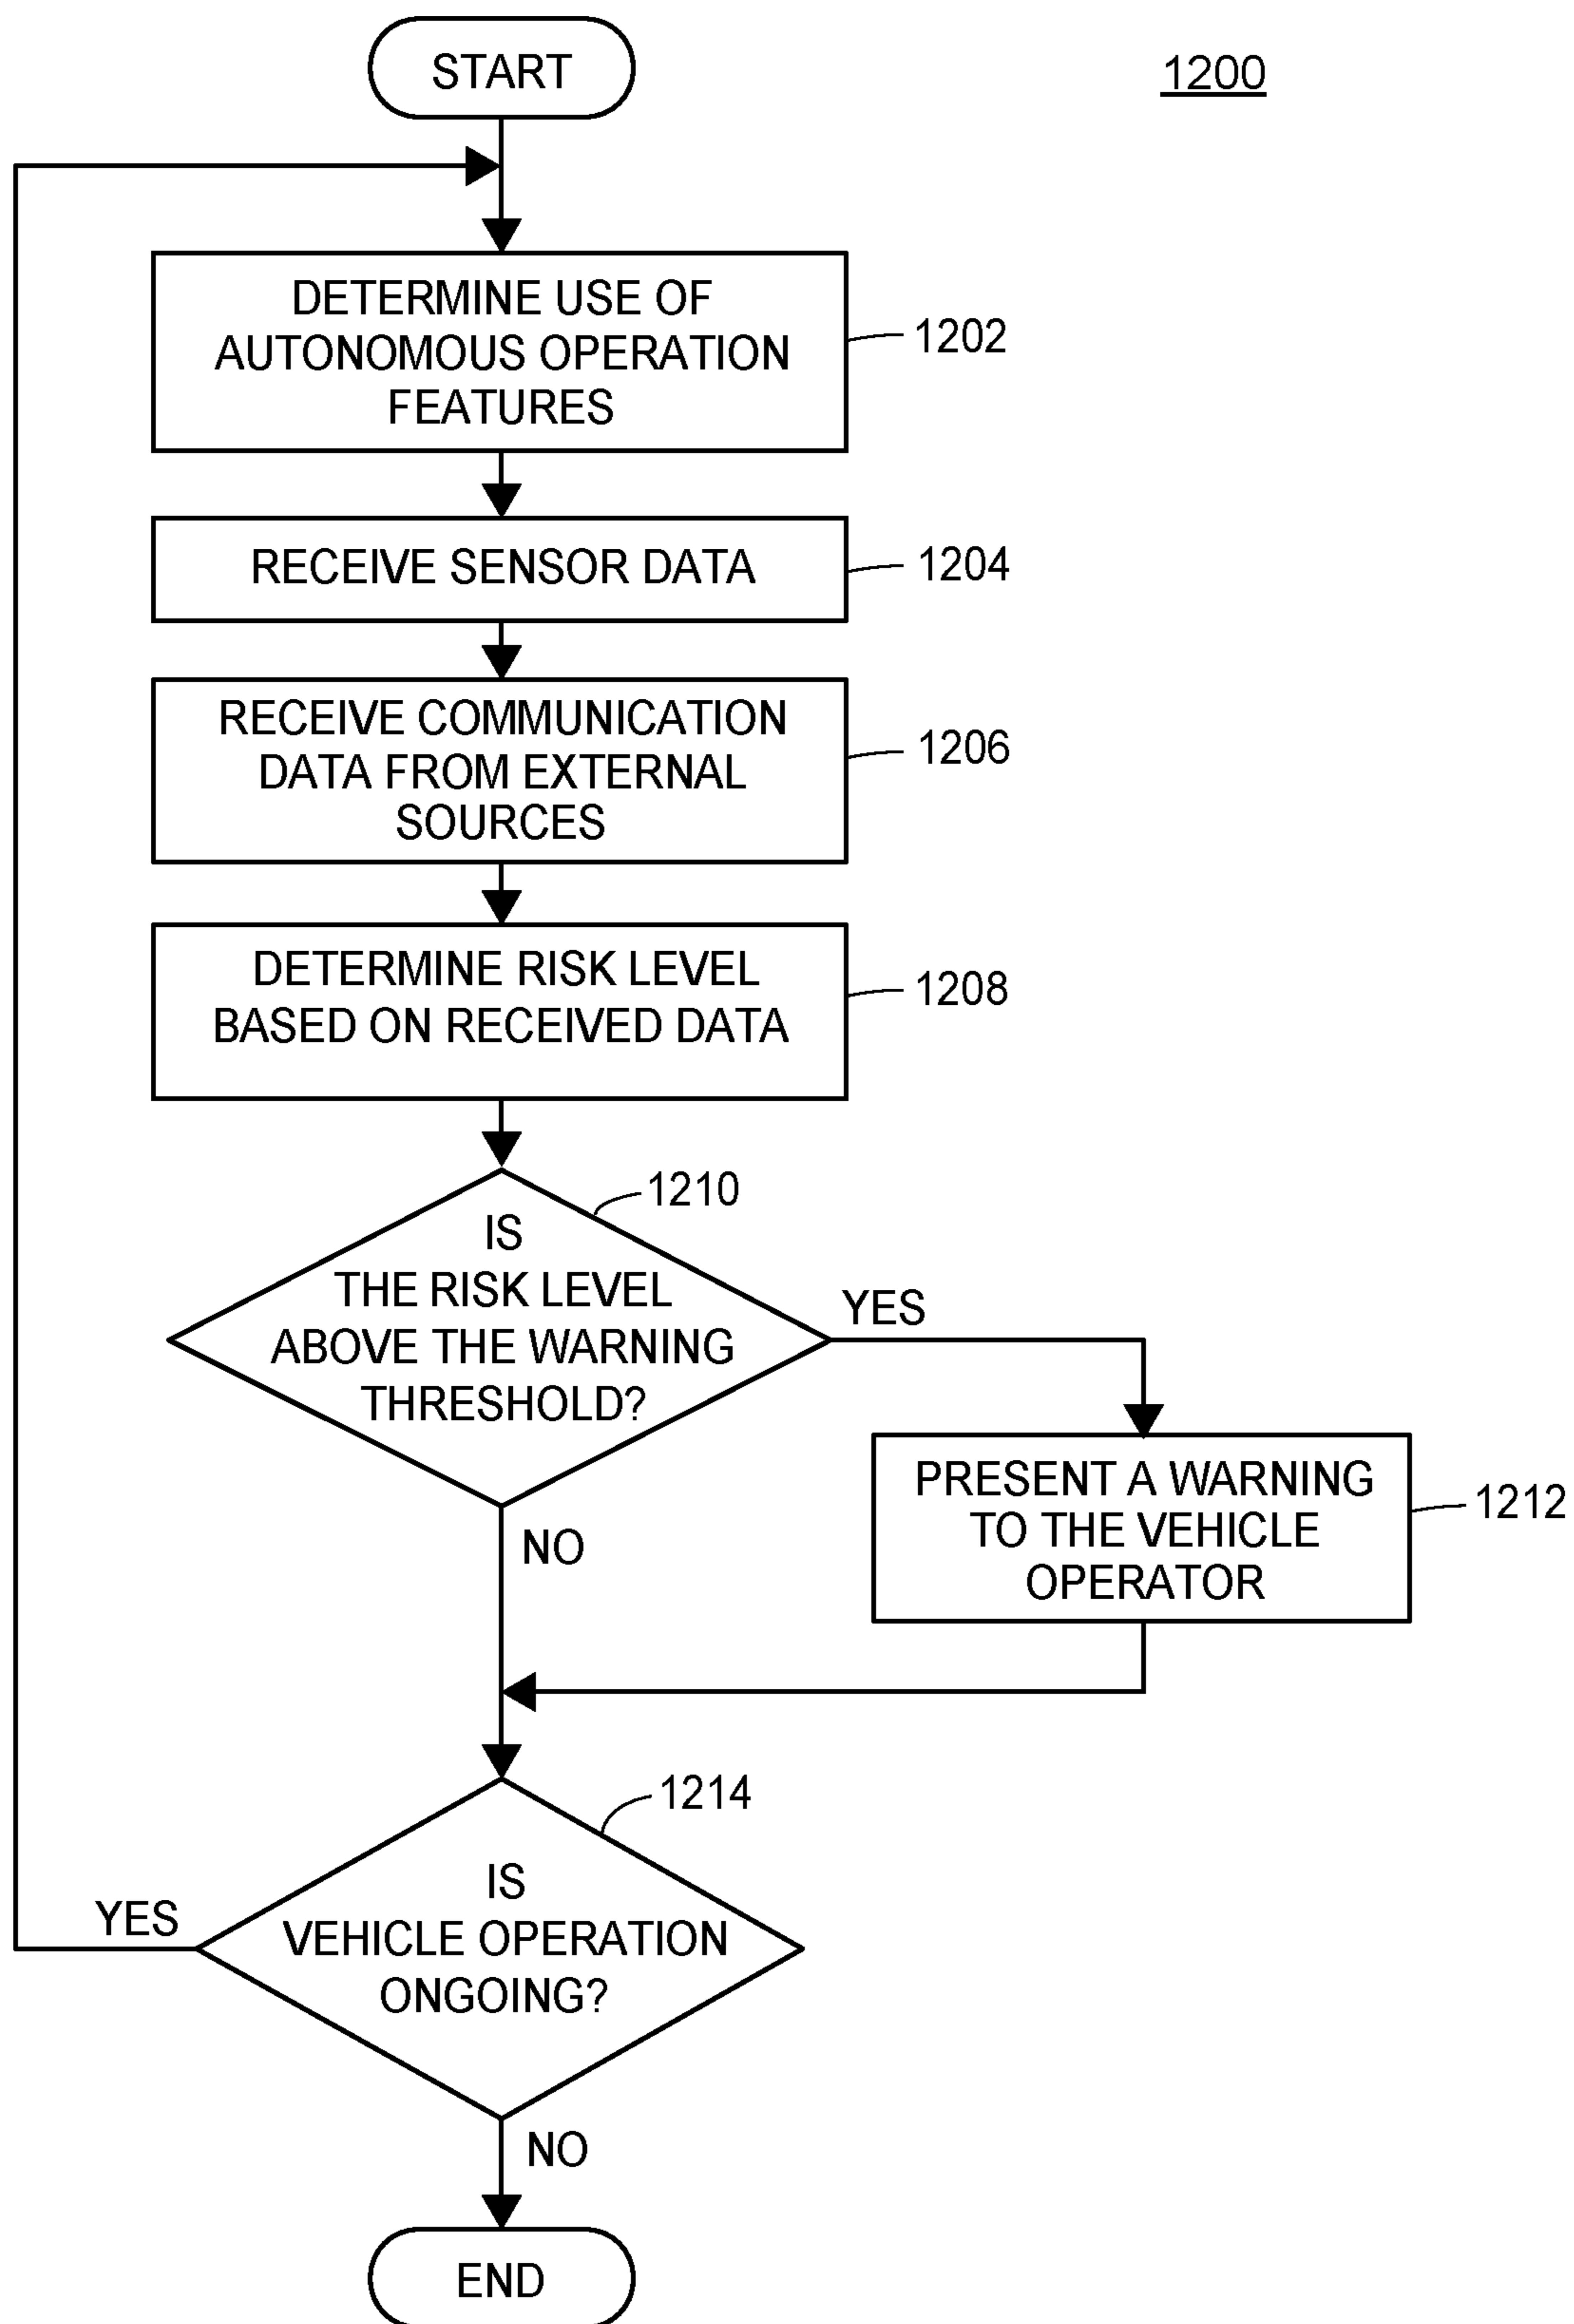 START
1200
DETERMINE USE OF
AUTONOMOUS OPERATION
FEATURES
1202
RECEIVE SENSOR DATA
1204
RECEIVE COMMUNICATION
DATA FROM EXTERNAL
SOURCES
1206
DETERMINE RISK LEVEL
BASED ON RECEIVED DATA
1208
1210
IS
THE RISK LEVEL
ABOVE THE WARNING
THRESHOLD?
YES
NO
PRESENT A WARNING
TO THE VEHICLE
OPERATOR
1212
1214
IS
VEHICLE OPERATION
ONGOING?
YES
NO
END